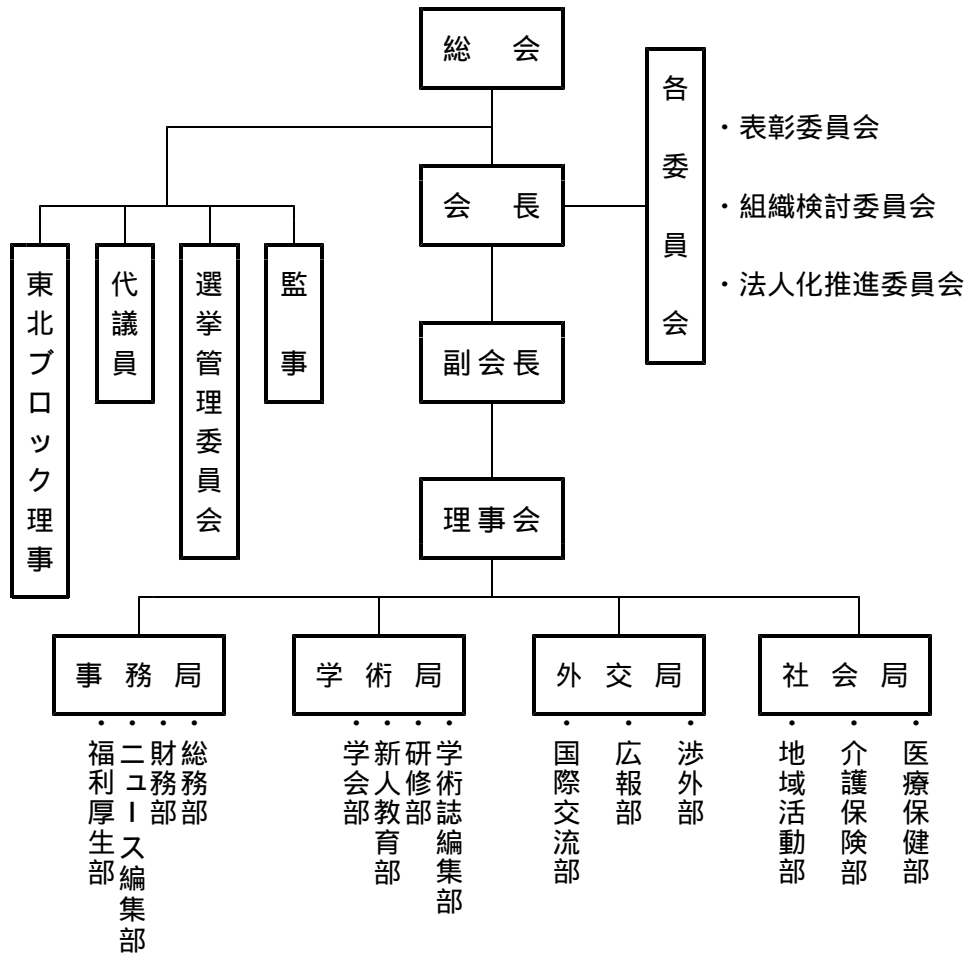 総会
各委員会
・表彰委員会
・組織検討委員会
・法人化推進委員会
会長
東北ブロック理事
代議員
選挙管理委員会
監事
副会長
理事会
事務局
学術局
外交局
社会局
・総務部
・財務部
・ニュース編集部
・福利厚生部
・学術誌編集部
・研修部
・新人教育部
・学会部
・渉外部
・広報部
・国際交流部
・医療保健部
・介護保険部
・地域活動部